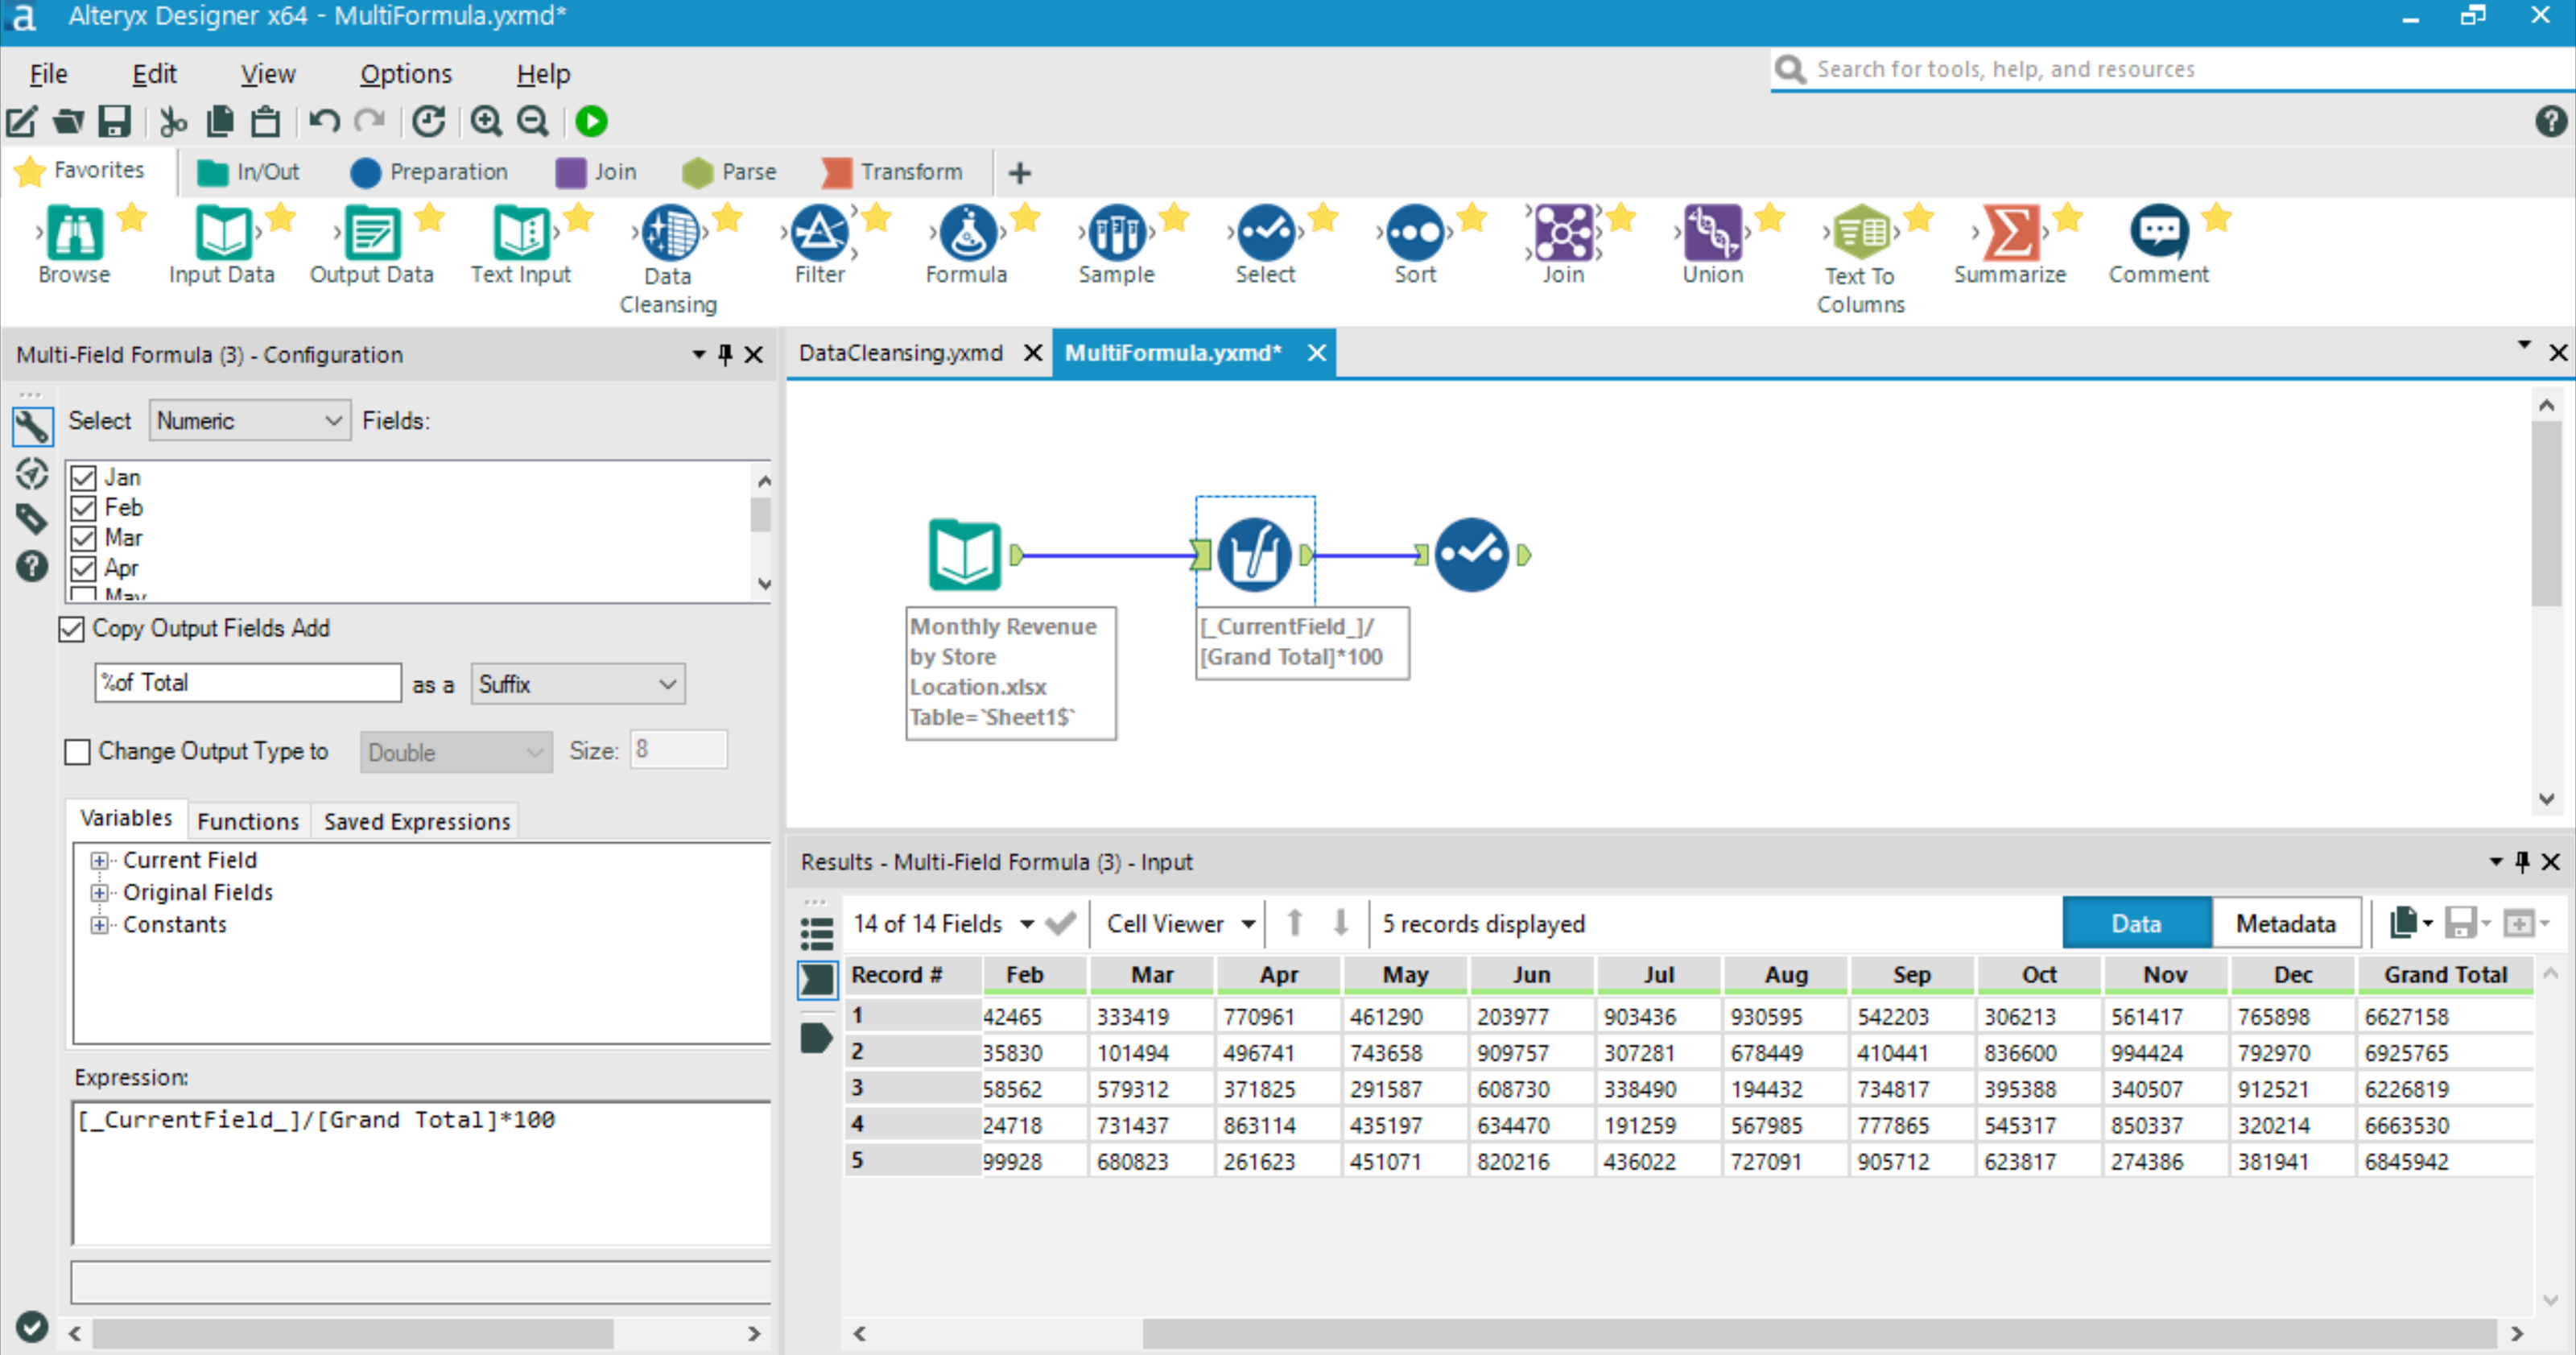 a Alteryx Designer x64 - MultiFormula.yxmd*
File Edit View Options Help
Search for tools, help, and resources
Favorites In/Out Preparation Join Parse Transform
Browse Input Data Output Data Text Input Data Cleansing Filter Formula Sample Select Sort Join Union Text To Columns Summarize Comment
Multi-Field Formula (3) - Configuration
Select Numeric Fields:
Jan
Feb
Mar
Apr
May
Copy Output Fields Add
%of Total as a Suffix
Change Output Type to Double Size: 8
Variables Functions Saved Expressions
Current Field
Original Fields
Constants
Expression:
[_CurrentField_]/[Grand Total]*100
DataCleansing.yxmd MultiFormula.yxmd*
Monthly Revenue
by Store
Location.xlsx
Table=`Sheet1$`
[_CurrentField_]/
[Grand Total]*100
Results - Multi-Field Formula (3) - Input
14 of 14 Fields Cell Viewer 5 records displayed Data Metadata
Record # Feb Mar Apr May Jun Jul Aug Sep Oct Nov Dec Grand Total
1 42465 333419 770961 461290 203977 903436 930595 542203 306213 561417 765898 6627158
2 35830 101494 496741 743658 909757 307281 678449 410441 836600 994424 792970 6925765
3 58562 579312 371825 291587 608730 338490 194432 734817 395388 340507 912521 6226819
4 24718 731437 863114 435197 634470 191259 567985 777865 545317 850337 320214 6663530
5 99928 680823 261623 451071 820216 436022 727091 905712 623817 274386 381941 6845942